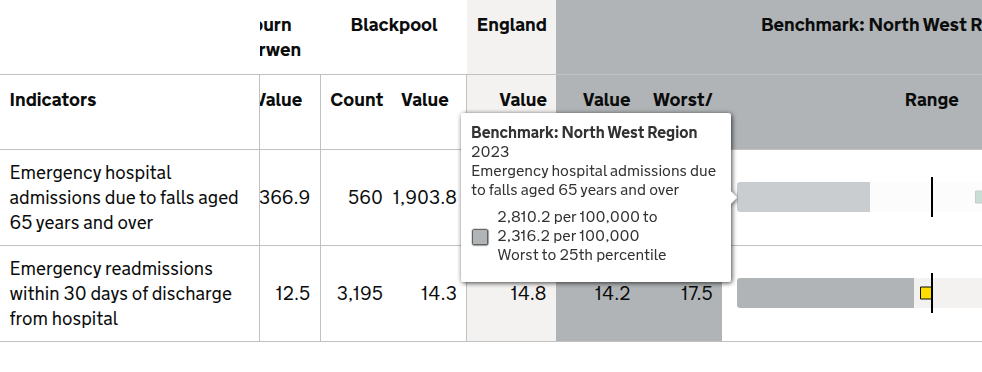 Blackpool England Benchmark: North West R
Indicators Count Value Value Value Worst/ Range
Benchmark: North West Region
2023
Emergency hospital admissions due
to falls aged 65 years and over
2,810.2 per 100,000 to
2,316.2 per 100,000
Worst to 25th percentile
Emergency hospital
admissions due to falls aged 366.9 560 1,903.8
65 years and over
Emergency readmissions
within 30 days of discharge 12.5 3,195 14.3 14.8 14.2 17.5
from hospital